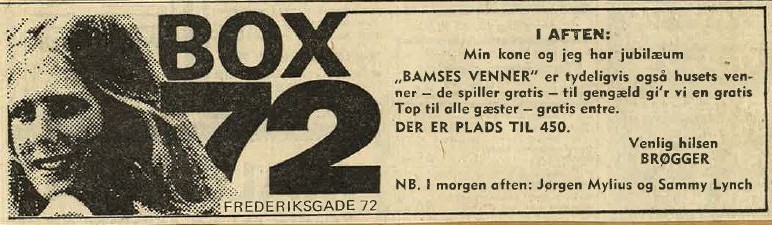 BOX
72
FREDERIKSGADE 72
I AFTEN:
Min kone og jeg har jubilæum
„BAMSES VENNER” er tydeligvis også husets ven-
ner – de spiller gratis – til gengæld gi'r vi en gratis
Top til alle gæster – gratis entre.
DER ER PLADS TIL 450.
Venlig hilsen
BRØGGER
NB. I morgen aften: Jørgen Mylius og Sammy Lynch